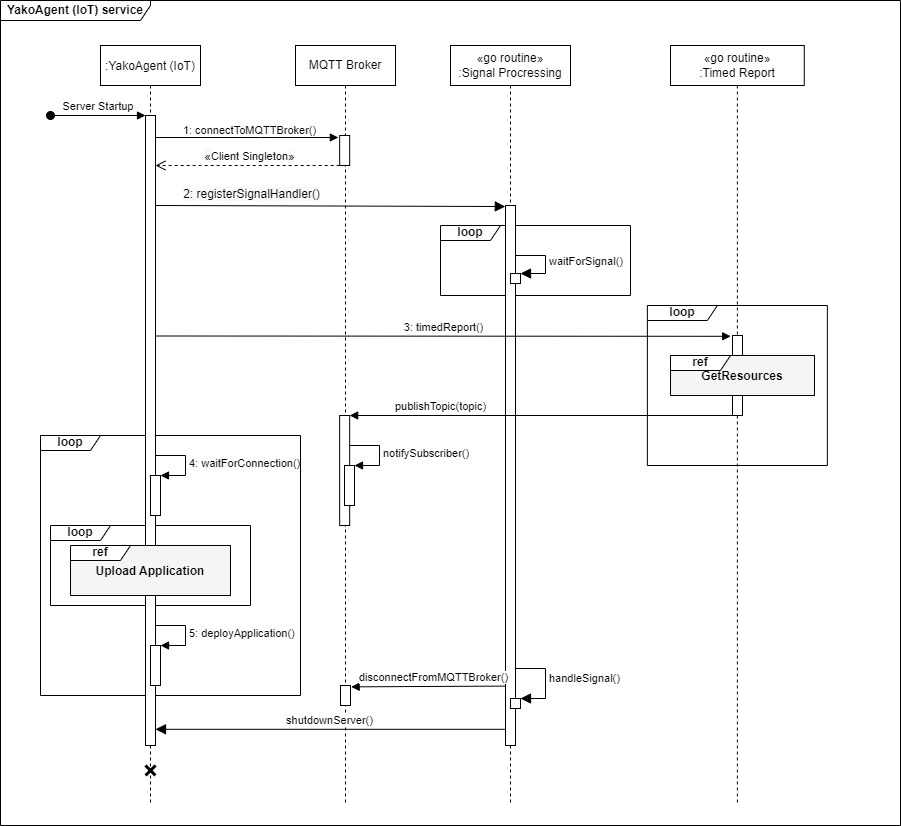 YakoAgent (IoT) service
:YakoAgent (IoT)
MQTT Broker
«go routine»
:Signal Procressing
«go routine»
:Timed Report
Server Startup
1: connectToMQTTBroker()
«Client Singleton»
2: registerSignalHandler()
loop
waitForSignal()
loop
3: timedReport()
ref
GetResources
publishTopic(topic)
loop
notifySubscriber()
4: waitForConnection()
loop
ref
Upload Application
5: deployApplication()
disconnectFromMQTTBroker()
handleSignal()
shutdownServer()